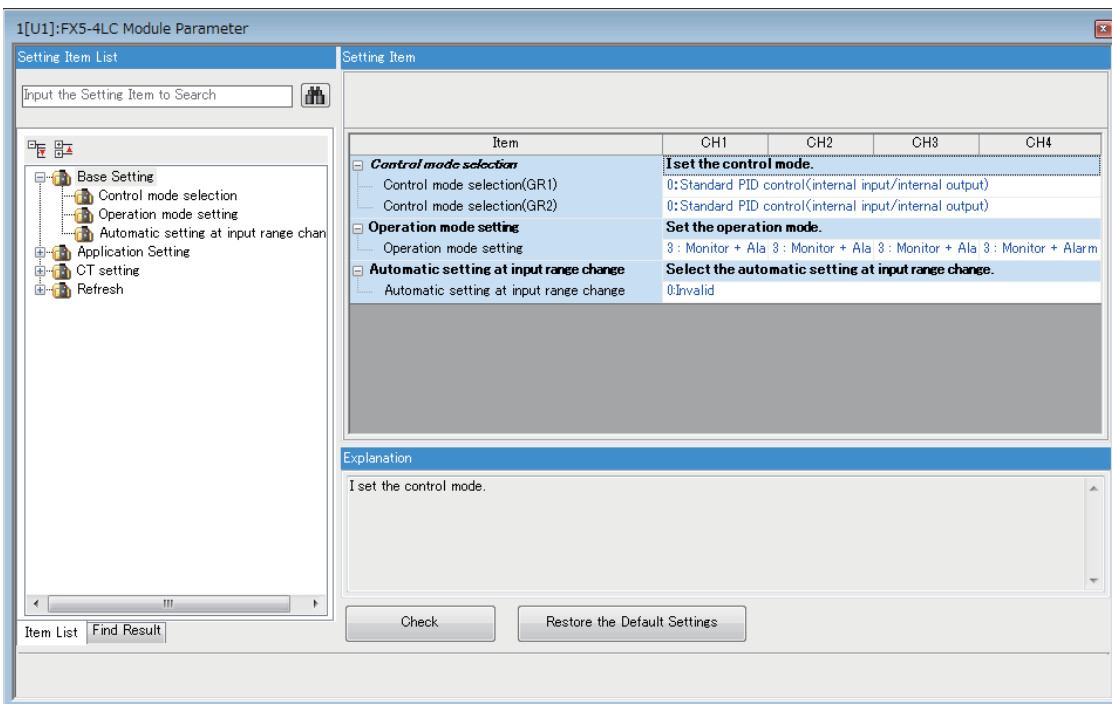 1[U1]:FX5-4LC Module Parameter
Setting Item List
Input the Setting Item to Search
Base Setting
Control mode selection
Operation mode setting
Automatic setting at input range chan
Application Setting
CT setting
Refresh
Item List Find Result
Setting Item
Item CH1 CH2 CH3 CH4
Control mode selection I set the control mode.
Control mode selection(GR1) 0:Standard PID control(internal input/internal output)
Control mode selection(GR2) 0:Standard PID control(internal input/internal output)
Operation mode setting Set the operation mode.
Operation mode setting 3 : Monitor + Ala 3 : Monitor + Ala 3 : Monitor + Ala 3 : Monitor + Alarm
Automatic setting at input range change Select the automatic setting at input range change.
Automatic setting at input range change 0:Invalid
Explanation
I set the control mode.
Check Restore the Default Settings